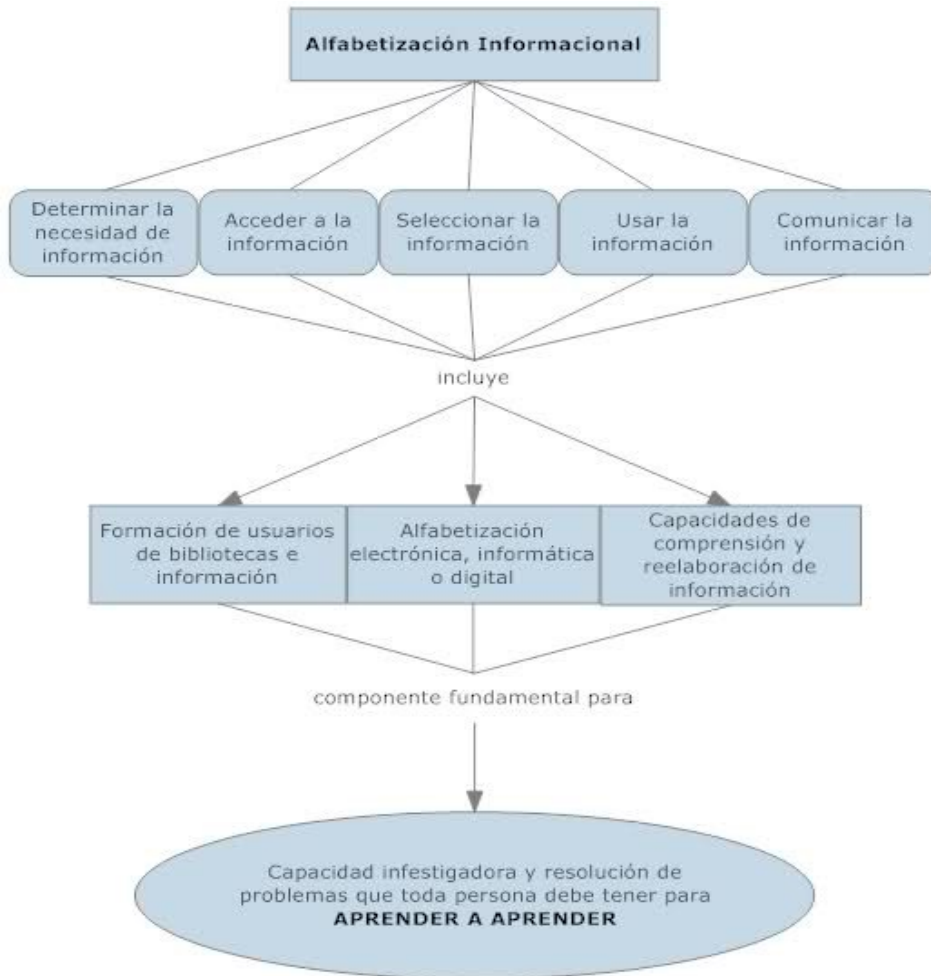 Alfabetización Informacional
Determinar la
necesidad de
información
Acceder a la
información
Seleccionar la
información
Usar la
información
Comunicar la
información
incluye
Formación de usuarios
de bibliotecas e
información
Alfabetización
electrónica, informática
o digital
Capacidades de
comprensión y
reelaboración de
información
componente fundamental para
Capacidad infestigadora y resolución de
problemas que toda persona debe tener para
APRENDER A APRENDER